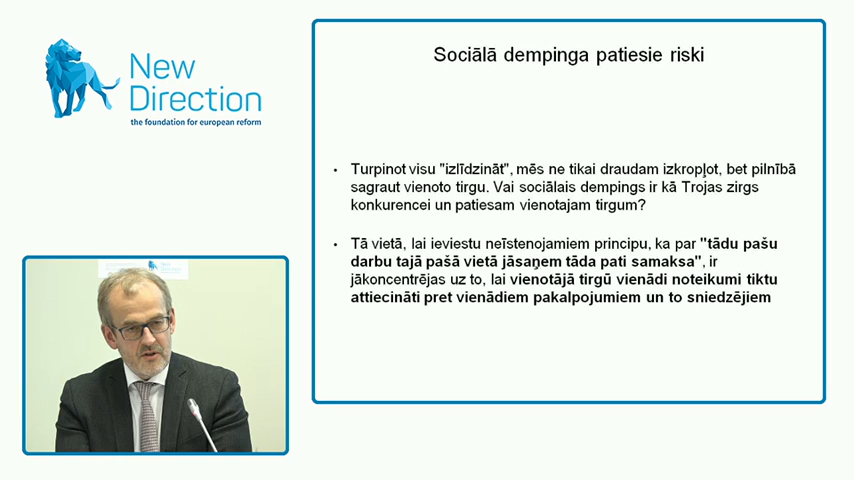 New
Direction
the foundation for european reform
Sociālā dempinga patiesie riski
• Turpinot visu "izlīdzināt", mēs ne tikai draudam izkropļot, bet pilnībā
sagraut vienoto tirgu. Vai sociālais dempings ir kā Trojas zirgs
konkurencei un patiesam vienotajam tirgum?
• Tā vietā, lai ieviestu neīstenojamiem principu, ka par "tādu pašu
darbu tajā pašā vietā jāsaņem tāda pati samaksa", ir
jākoncentrējas uz to, lai vienotājā tirgū vienādi noteikumi tiktu
attiecināti pret vienādiem pakalpojumiem un to sniedzējiem